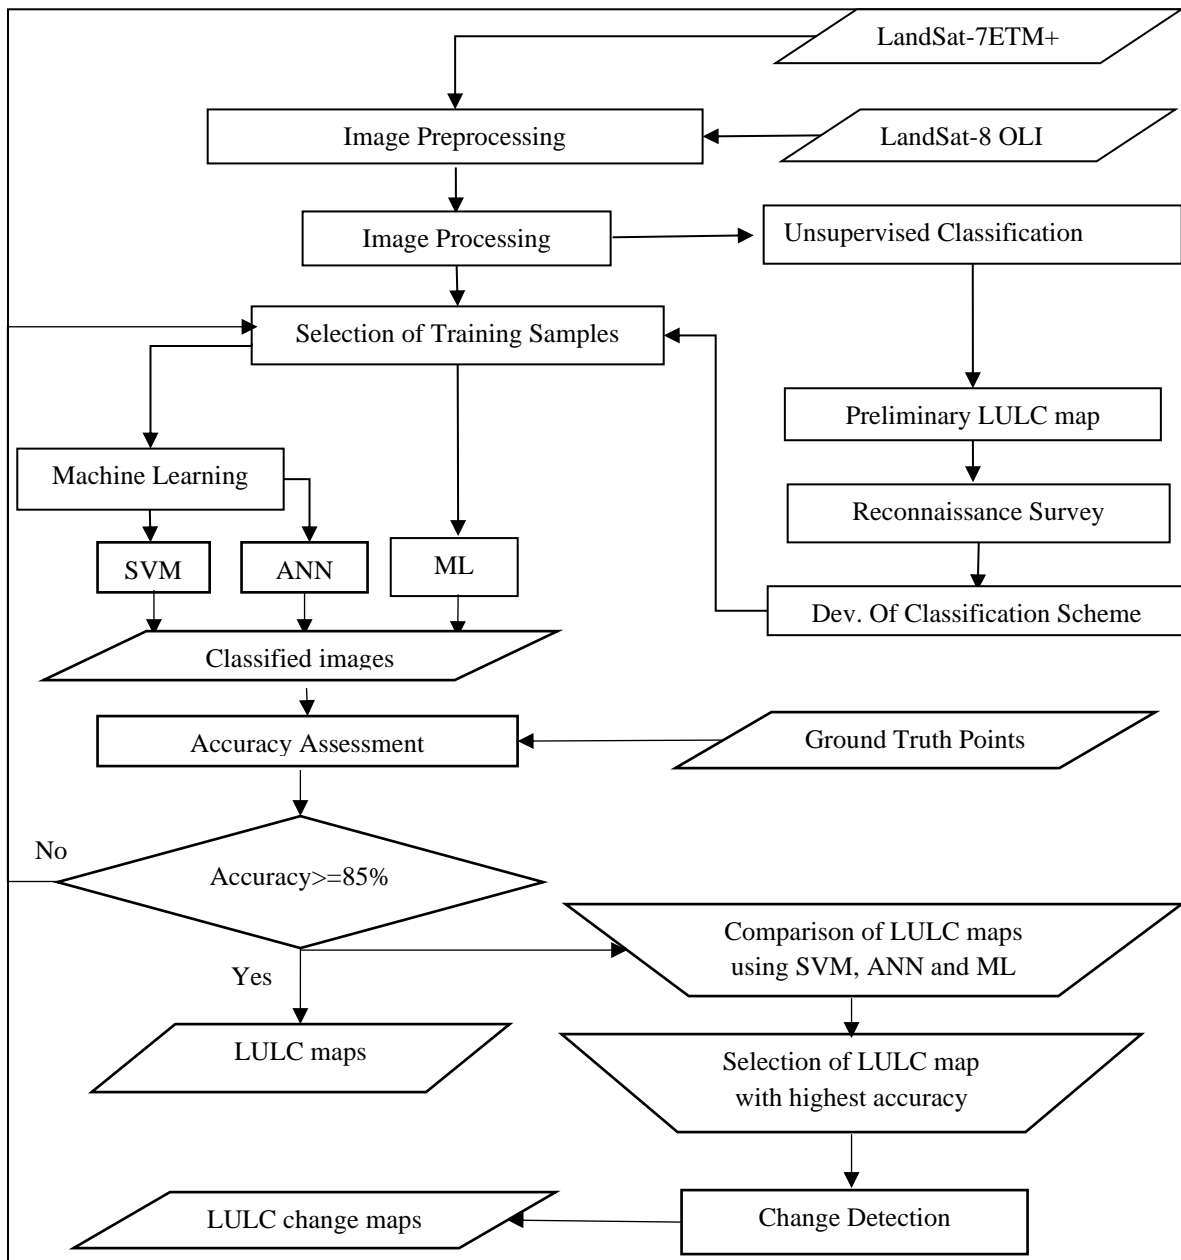 LandSat-7ETM+
Image Preprocessing
LandSat-8 OLI
Image Processing
Unsupervised Classification
Selection of Training Samples
Preliminary LULC map
Machine Learning
Reconnaissance Survey
SVM
ANN
ML
Dev. Of Classification Scheme
Classified images
Accuracy Assessment
Ground Truth Points
No
Accuracy>=85%
Comparison of LULC maps
using SVM, ANN and ML
Yes
LULC maps
Selection of LULC map
with highest accuracy
LULC change maps
Change Detection